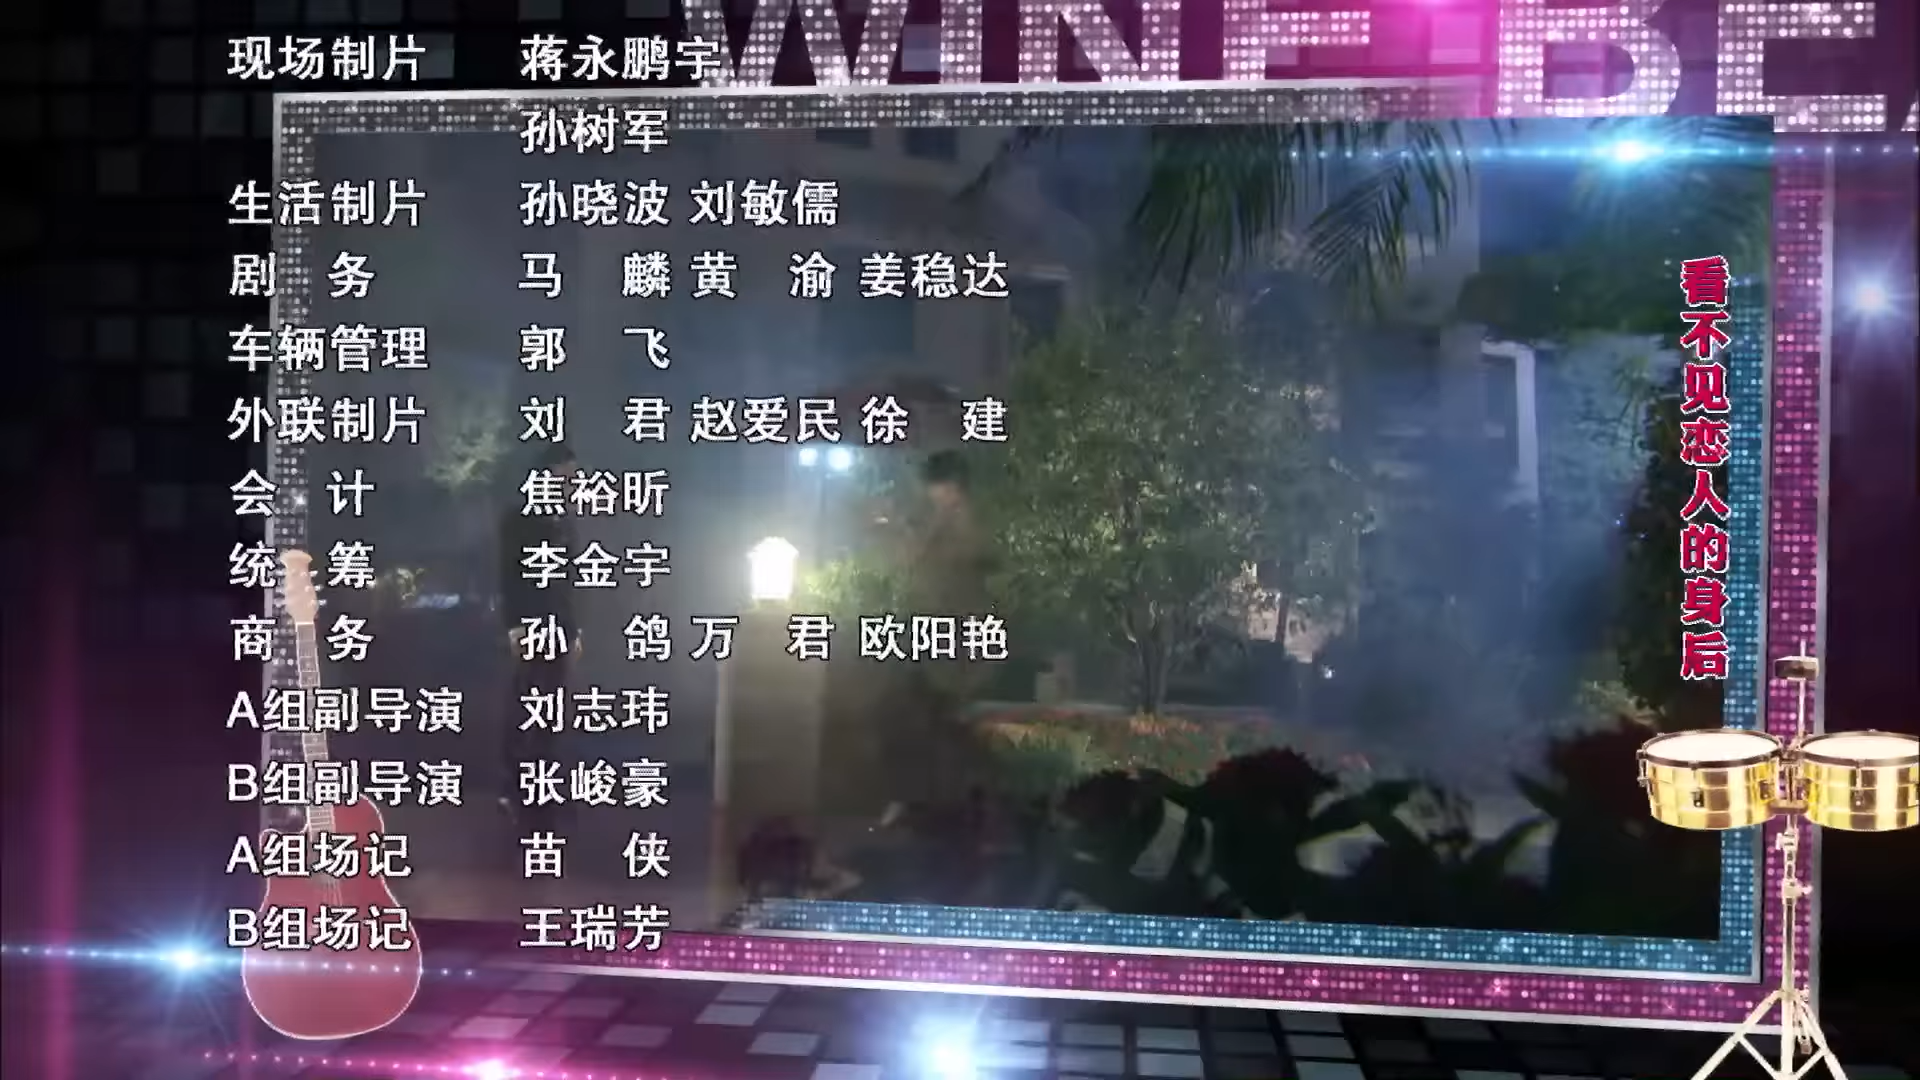 WINE BEA
现场制片 蒋永鹏宇
孙树军
生活制片 孙晓波 刘敏儒
剧 务 马 麟 黄 渝 姜稳达
车辆管理 郭 飞
外联制片 刘 君 赵爱民 徐 建
会 计 焦裕昕
统 筹 李金宇
商 务 孙 鸽 万 君 欧阳艳
A组副导演 刘志玮
B组副导演 张峻豪
A组场记 苗 侠
B组场记 王瑞芳
看不见恋人的身后